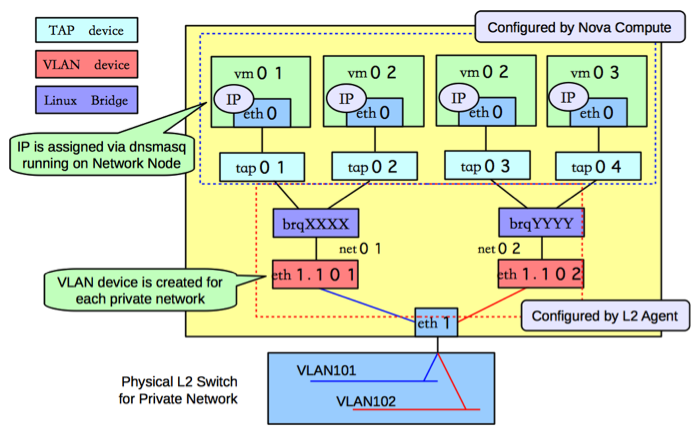 TAP device
Configured by Nova Compute
VLAN device
Linux Bridge
vm01
vm02
vm02
vm03
IP
IP
IP
IP
eth0
eth0
eth0
eth0
IP is assigned via dnsmasq
running on Network Node
tap01
tap02
tap03
tap04
brqXXXX
brqYYYY
net01
net02
VLAN device is created for
each private network
eth1.101
eth1.102
eth1
Configured by L2 Agent
Physical L2 Switch
for Private Network
VLAN101
VLAN102